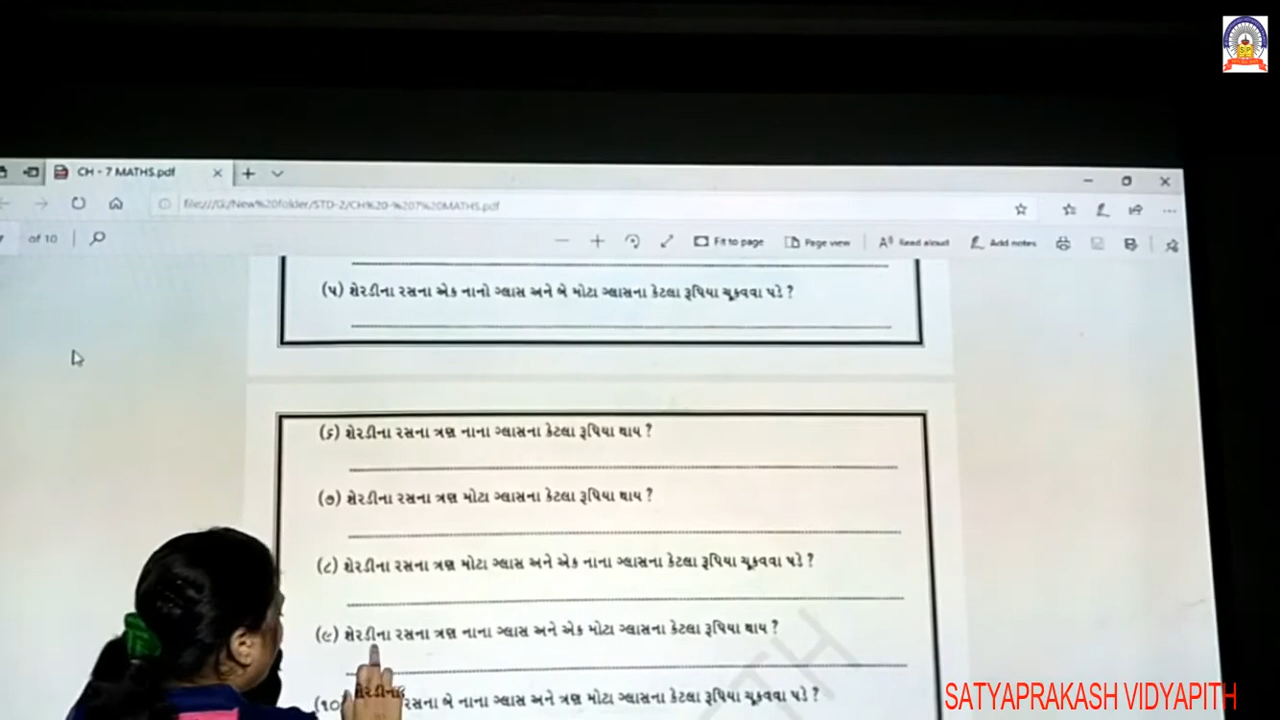 CH - 7 MATHS.pdf
file:///G:/New%20folder/STD-2/CH%20-%207%20MATHS.pdf
of 10
Fit to page
Page view
Read aloud
Add notes
(૫) શેરડીના રસના એક નાનો ગ્લાસ અને બે મોટા ગ્લાસના કેટલા રૂપિયા ચૂકવવા પડે ?
(૬) શેરડીના રસના ત્રણ નાના ગ્લાસના કેટલા રૂપિયા થાય ?
(૭) શેરડીના રસના ત્રણ મોટા ગ્લાસના કેટલા રૂપિયા થાય ?
(૮) શેરડીના રસના ત્રણ મોટા ગ્લાસ અને એક નાના ગ્લાસના કેટલા રૂપિયા ચૂકવવા પડે ?
(૯) શેરડીના રસના ત્રણ નાના ગ્લાસ અને એક મોટા ગ્લાસના કેટલા રૂપિયા થાય ?
(૧૦) શેરડીના રસના બે નાના ગ્લાસ અને ત્રણ મોટા ગ્લાસના કેટલા રૂપિયા ચૂકવવા પડે ?
SATYAPRAKASH VIDYAPITH